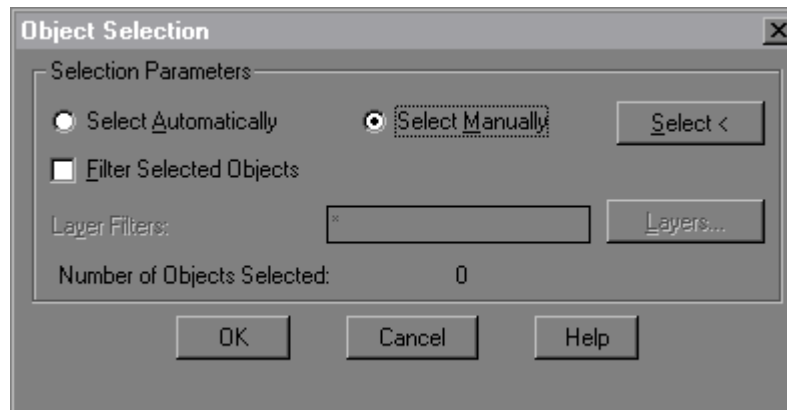 Object Selection
Selection Parameters
Select Automatically Select Manually Select <
Filter Selected Objects
Layer Filters: * Layers...
Number of Objects Selected: 0
OK Cancel Help